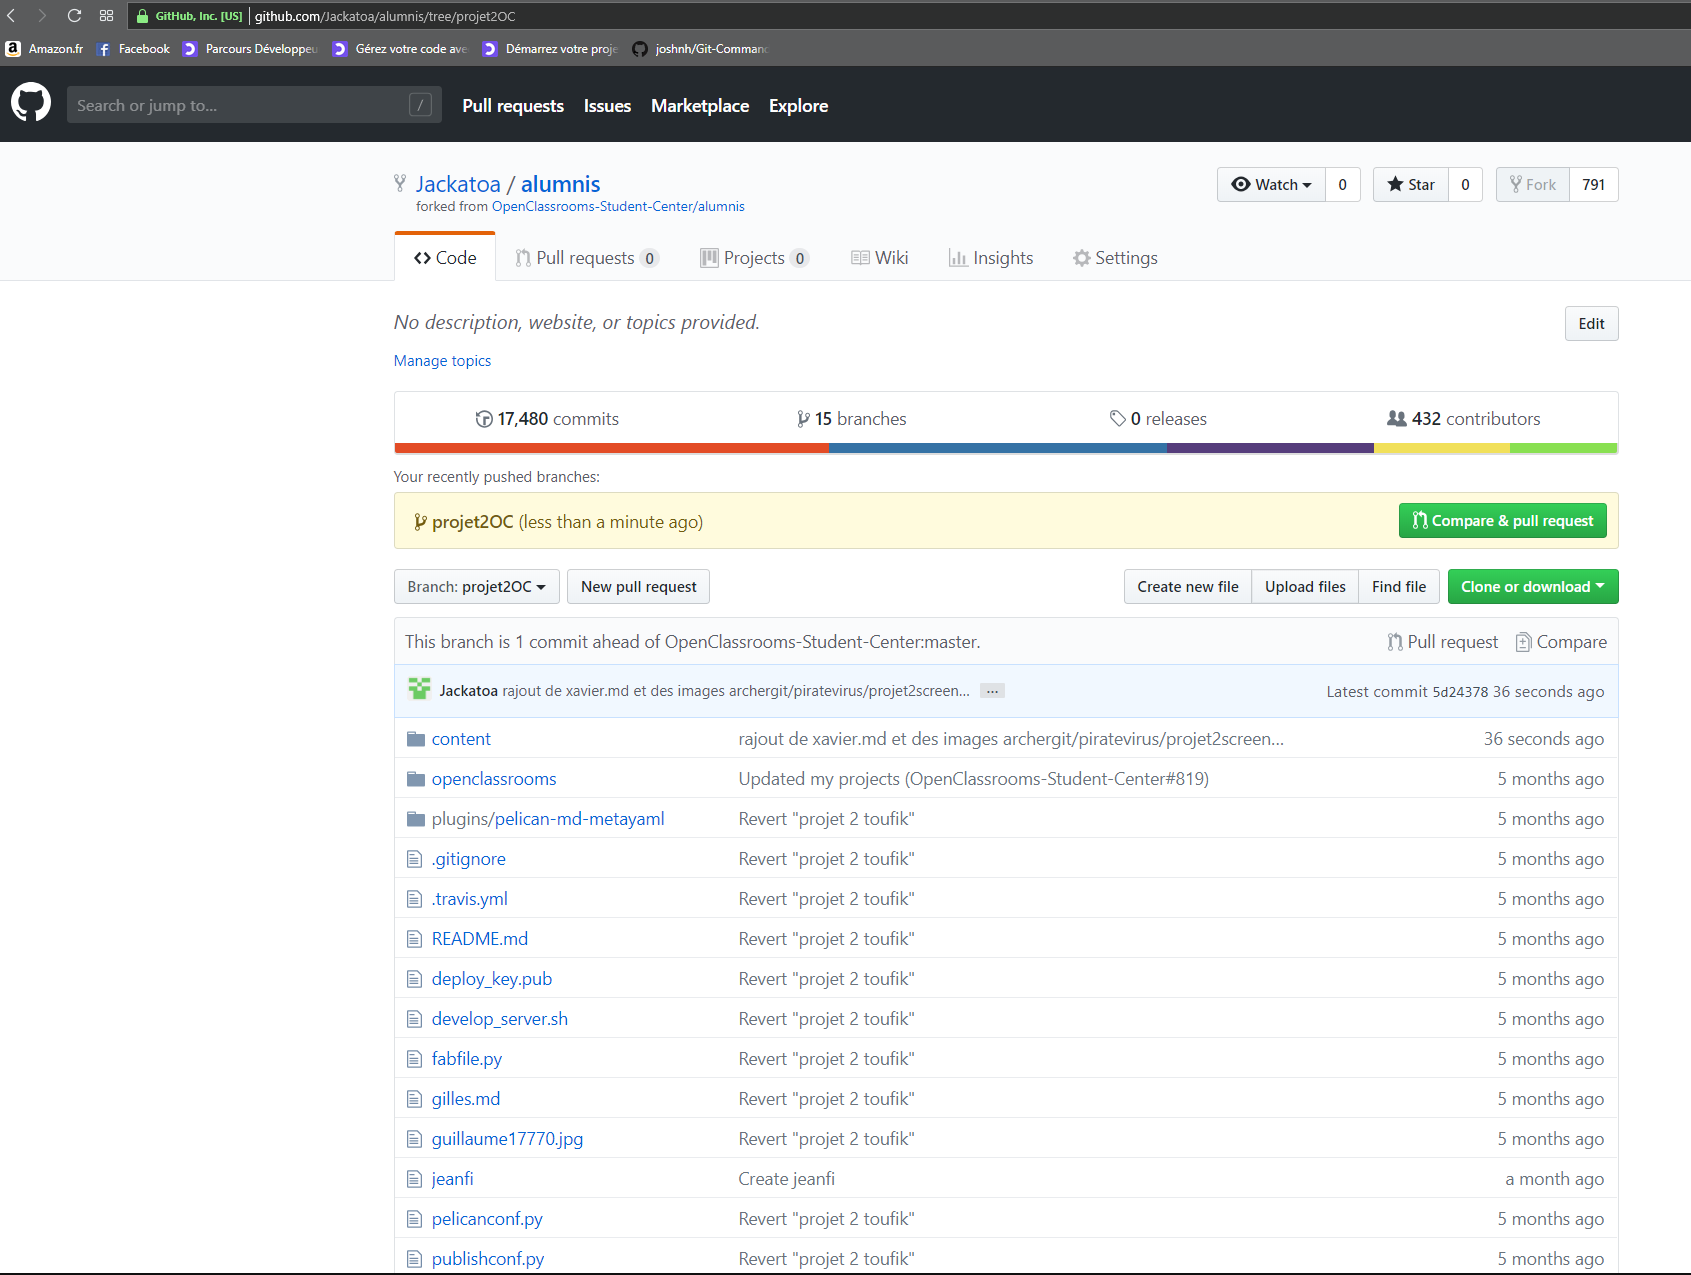 GitHub, Inc. [US] github.com/Jackatoa/alumnis/tree/projet2OC
Amazon.fr Facebook Parcours Développeu Gérez votre code ave Démarrez votre proje joshnh/Git-Command
Search or jump to... / Pull requests Issues Marketplace Explore
Jackatoa / alumnis Watch 0 Star 0 Fork 791
forked from OpenClassrooms-Student-Center/alumnis
Code Pull requests 0 Projects 0 Wiki Insights Settings
No description, website, or topics provided. Edit
Manage topics
17,480 commits 15 branches 0 releases 432 contributors
Your recently pushed branches:
projet2OC (less than a minute ago) Compare & pull request
Branch: projet2OC New pull request Create new file Upload files Find file Clone or download
This branch is 1 commit ahead of OpenClassrooms-Student-Center:master. Pull request Compare
Jackatoa rajout de xavier.md et des images archergit/piratevirus/projet2screen... ... Latest commit 5d24378 36 seconds ago
content rajout de xavier.md et des images archergit/piratevirus/projet2screen... 36 seconds ago
openclassrooms Updated my projects (OpenClassrooms-Student-Center#819) 5 months ago
plugins/pelican-md-metayaml Revert "projet 2 toufik" 5 months ago
.gitignore Revert "projet 2 toufik" 5 months ago
.travis.yml Revert "projet 2 toufik" 5 months ago
README.md Revert "projet 2 toufik" 5 months ago
deploy_key.pub Revert "projet 2 toufik" 5 months ago
develop_server.sh Revert "projet 2 toufik" 5 months ago
fabfile.py Revert "projet 2 toufik" 5 months ago
gilles.md Revert "projet 2 toufik" 5 months ago
guillaume17770.jpg Revert "projet 2 toufik" 5 months ago
jeanfi Create jeanfi a month ago
pelicanconf.py Revert "projet 2 toufik" 5 months ago
publishconf.py Revert "projet 2 toufik" 5 months ago